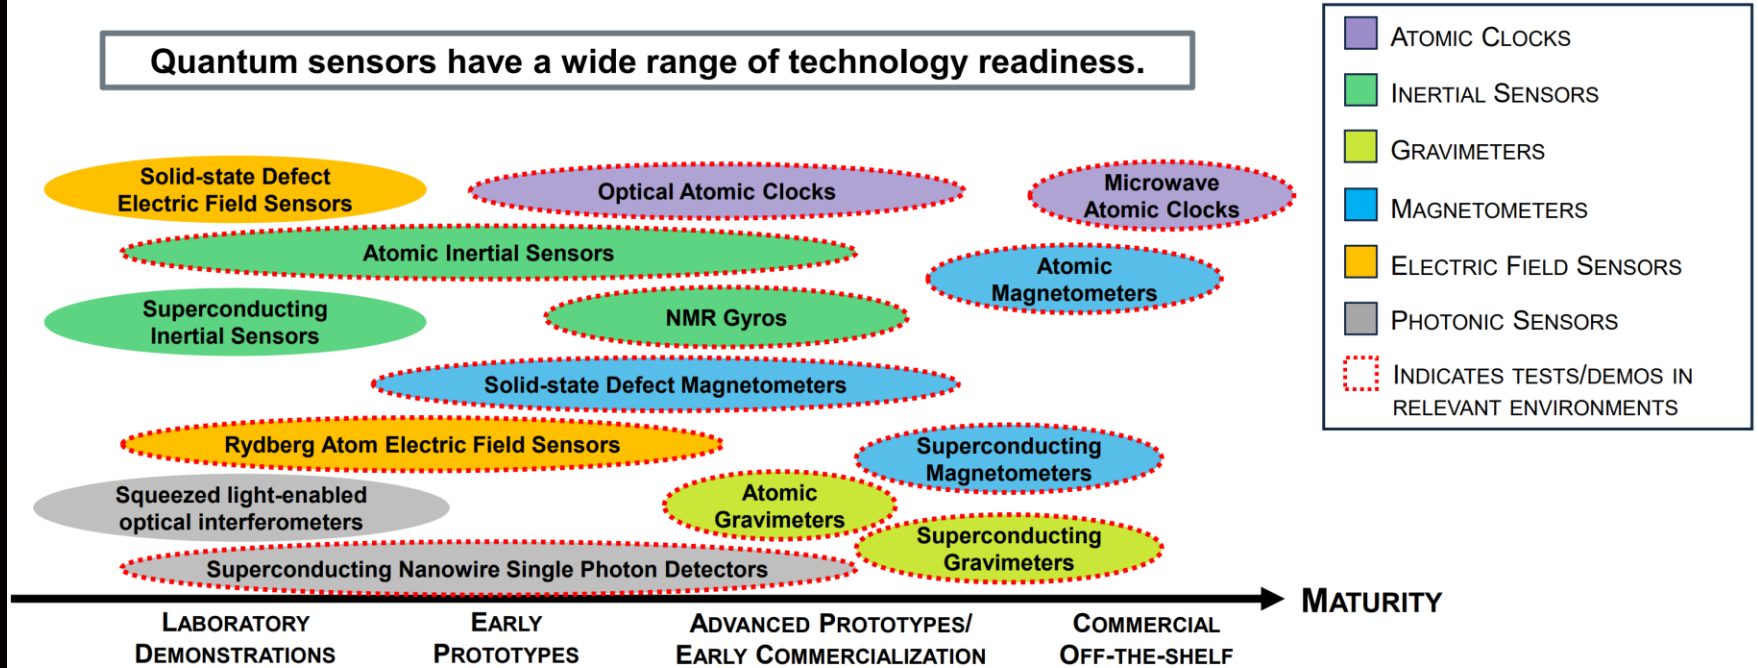 Quantum sensors have a wide range of technology readiness.
ATOMIC CLOCKS
INERTIAL SENSORS
GRAVIMETERS
MAGNETOMETERS
ELECTRIC FIELD SENSORS
PHOTONIC SENSORS
INDICATES TESTS/DEMOS IN
RELEVANT ENVIRONMENTS
Solid-state Defect
Electric Field Sensors
Optical Atomic Clocks
Microwave
Atomic Clocks
Atomic Inertial Sensors
Atomic
Magnetometers
Superconducting
Inertial Sensors
NMR Gyros
Solid-state Defect Magnetometers
Rydberg Atom Electric Field Sensors
Superconducting
Magnetometers
Squeezed light-enabled
optical interferometers
Atomic
Gravimeters
Superconducting
Gravimeters
Superconducting Nanowire Single Photon Detectors
MATURITY
LABORATORY
DEMONSTRATIONS
EARLY
PROTOTYPES
ADVANCED PROTOTYPES/
EARLY COMMERCIALIZATION
COMMERCIAL
OFF-THE-SHELF